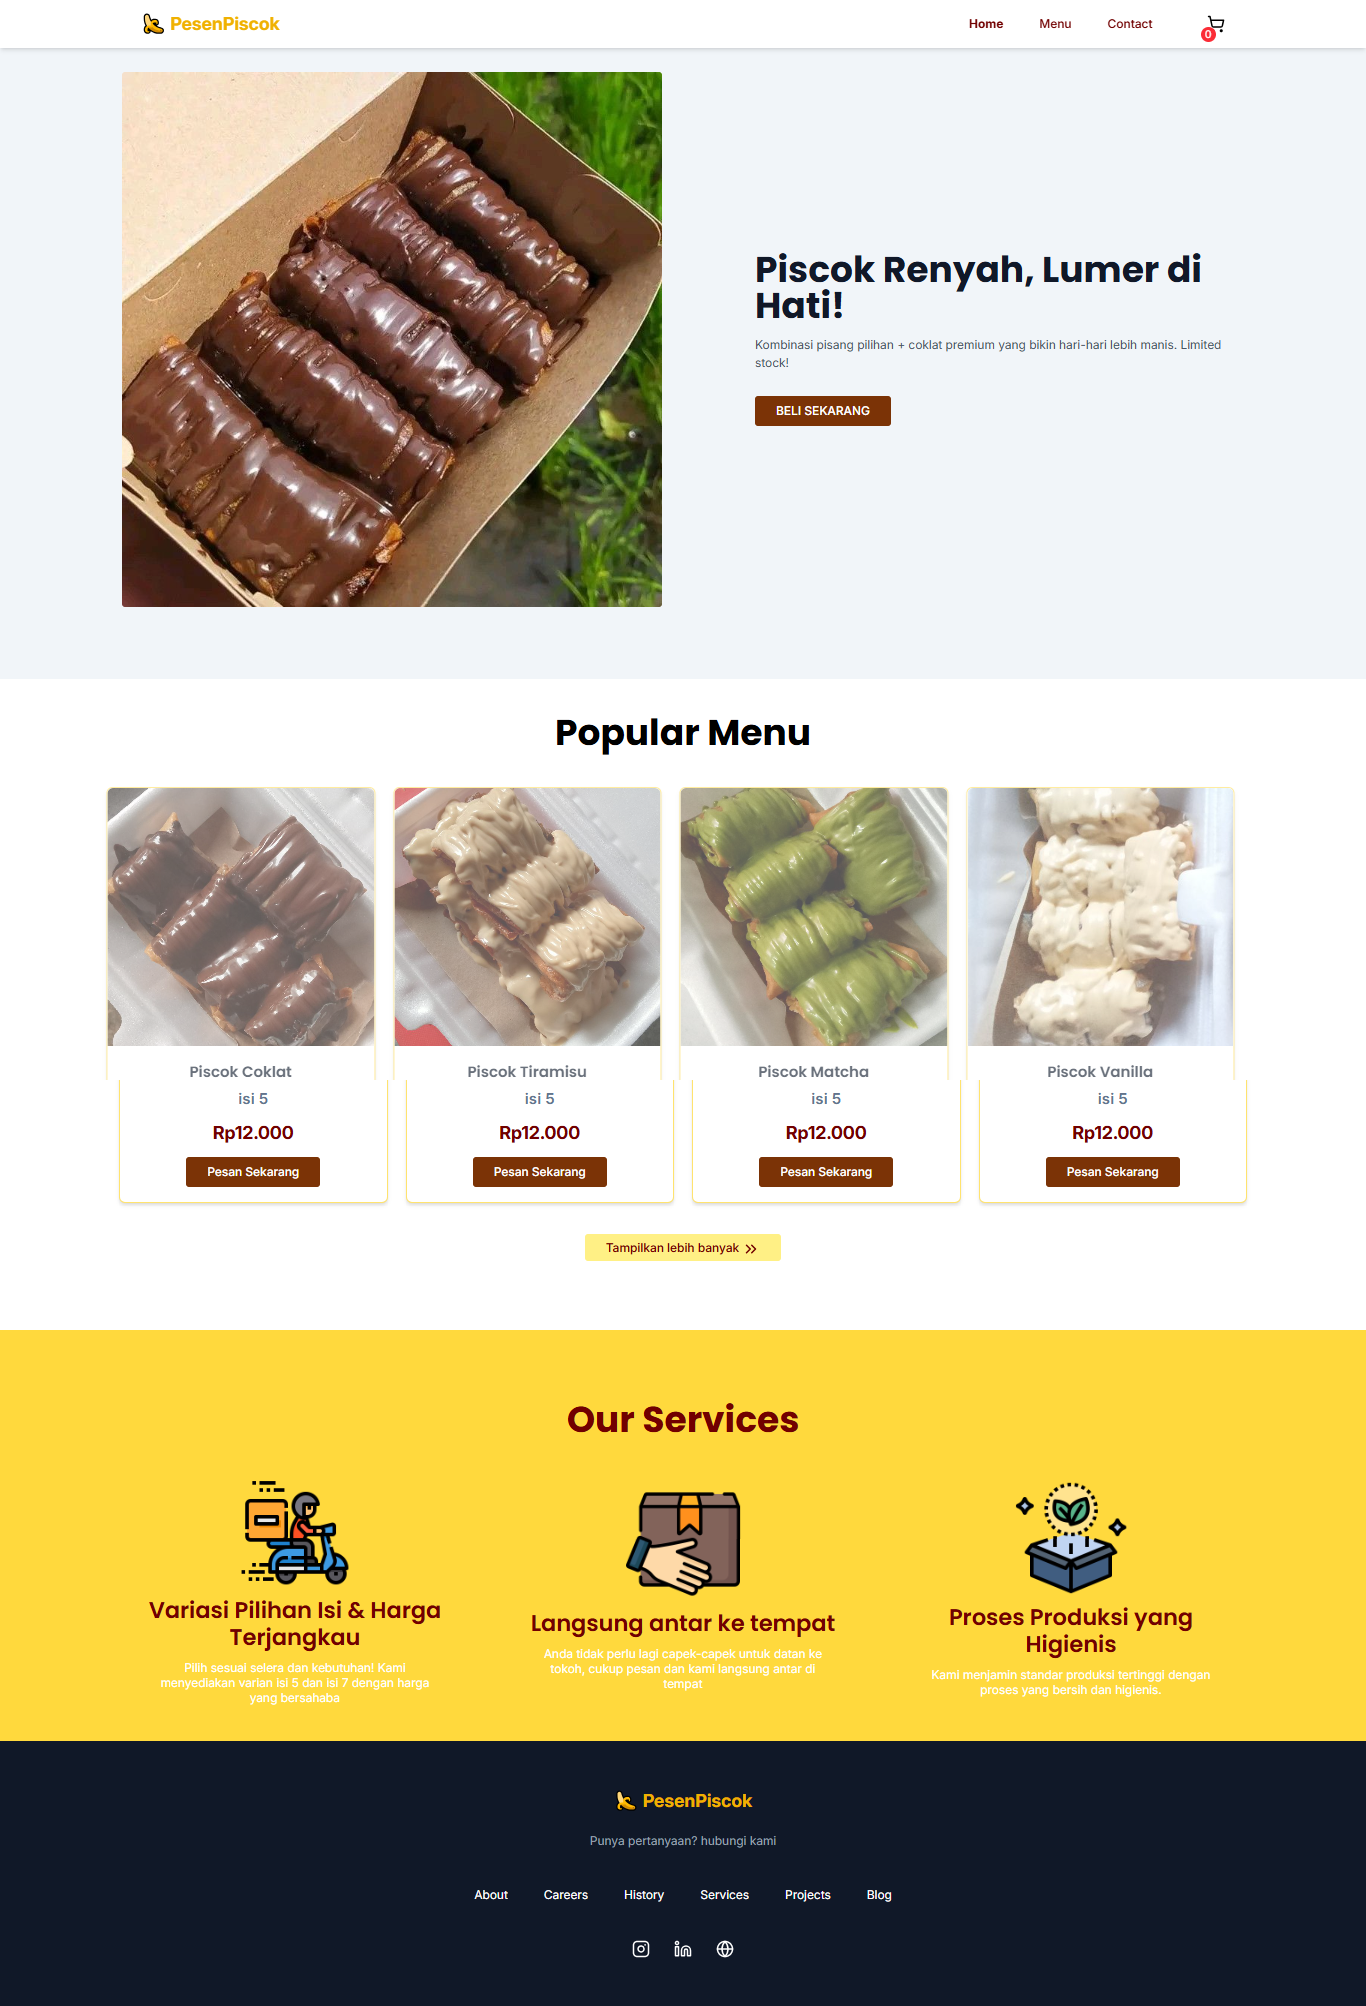 PesenPiscok
Home
Menu
Contact
0
Piscok Renyah, Lumer di
Hati!
Kombinasi pisang pilihan + coklat premium yang bikin hari-hari lebih manis. Limited
stock!
BELI SEKARANG
Popular Menu
Piscok Coklat
isi 5
Rp12.000
Pesan Sekarang
Piscok Tiramisu
isi 5
Rp12.000
Pesan Sekarang
Piscok Matcha
isi 5
Rp12.000
Pesan Sekarang
Piscok Vanilla
isi 5
Rp12.000
Pesan Sekarang
Tampilkan lebih banyak
Our Services
Variasi Pilihan Isi & Harga
Terjangkau
Pilih sesuai selera dan kebutuhan! Kami
menyediakan varian isi 5 dan isi 7 dengan harga
yang bersahaba
Langsung antar ke tempat
Anda tidak perlu lagi capek-capek untuk datan ke
tokoh, cukup pesan dan kami langsung antar di
tempat
Proses Produksi yang
Higienis
Kami menjamin standar produksi tertinggi dengan
proses yang bersih dan higienis.
PesenPiscok
Punya pertanyaan? hubungi kami
About
Careers
History
Services
Projects
Blog